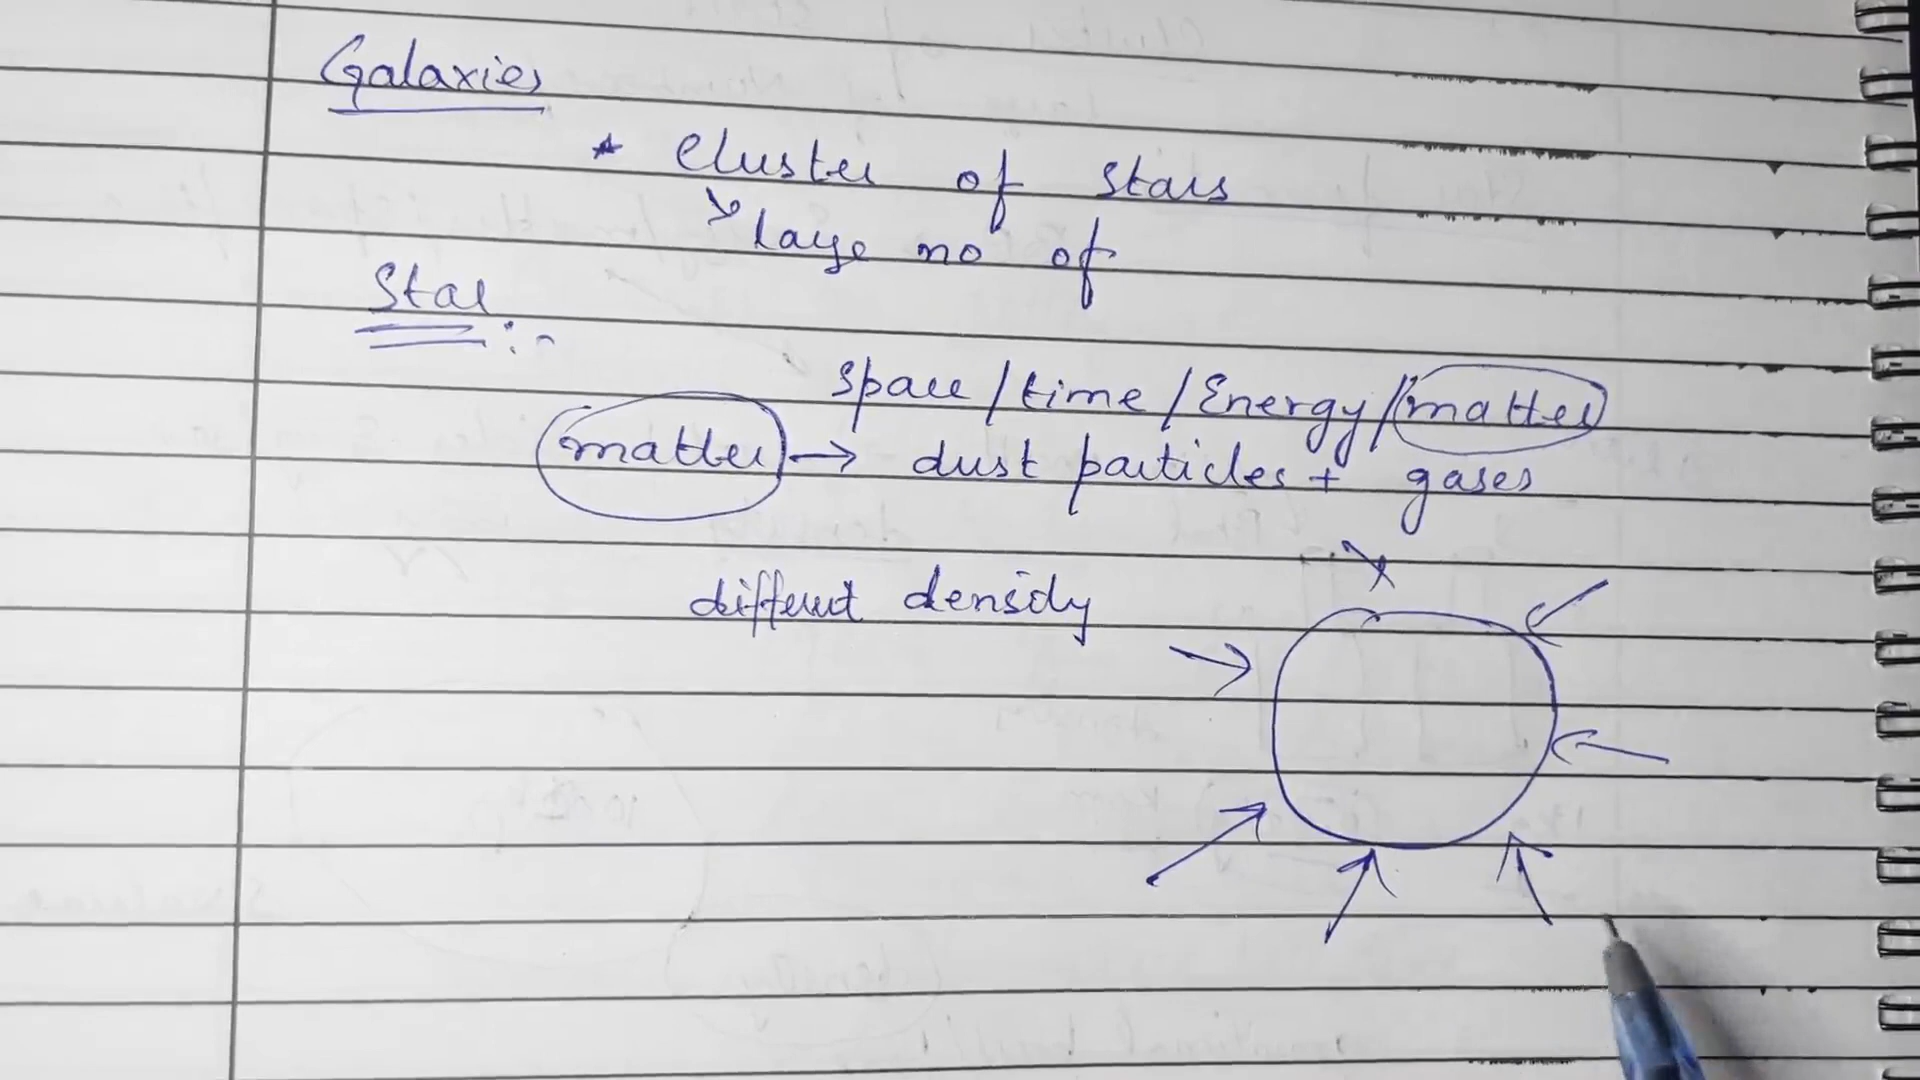 Galaxies
* Cluster of stars
large no of
Star :-
space / time / Energy / matter
matter → dust particles + gases
different density